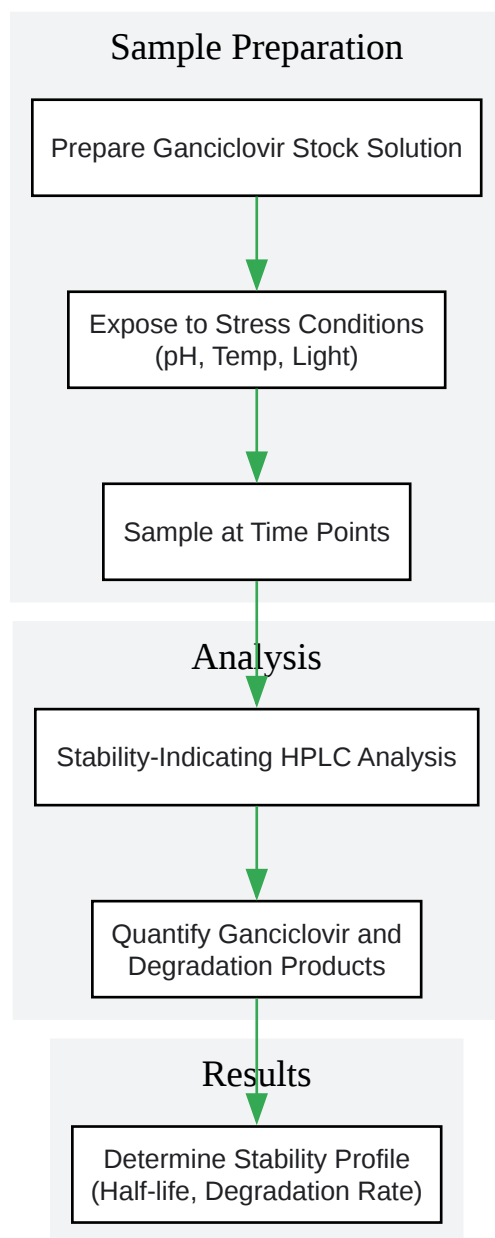 Sample Preparation
Prepare Ganciclovir Stock Solution
Expose to Stress Conditions
(pH, Temp, Light)
Sample at Time Points
Analysis
Stability-Indicating HPLC Analysis
Quantify Ganciclovir and
Degradation Products
Results
Determine Stability Profile
(Half-life, Degradation Rate)